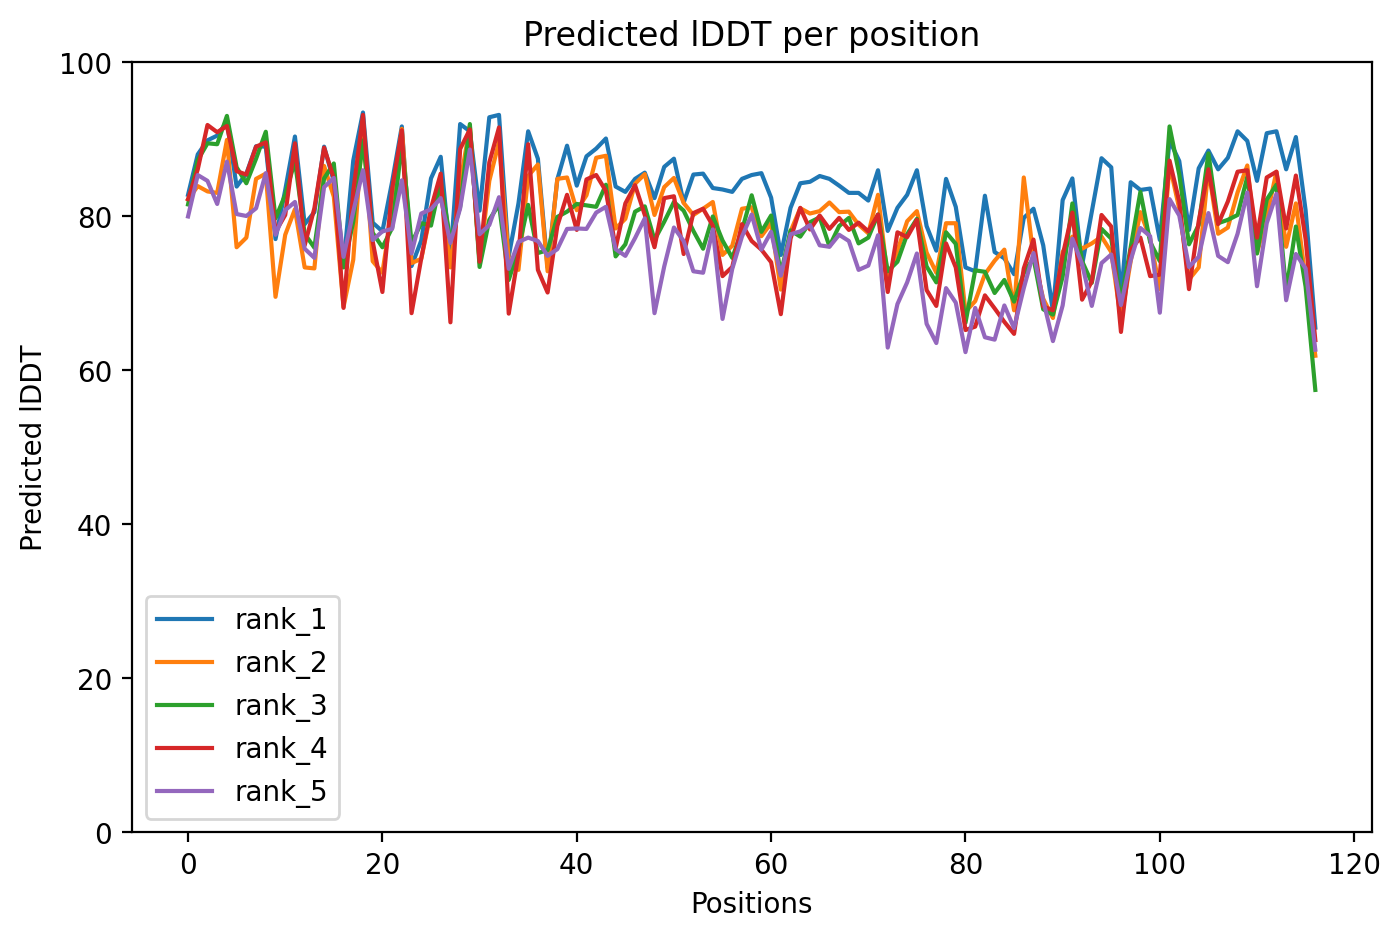 Predicted lDDT per position
100
80
60
40
20
0
Predicted lDDT
rank_1
rank_2
rank_3
rank_4
rank_5
0 20 40 60 80 100 120
Positions